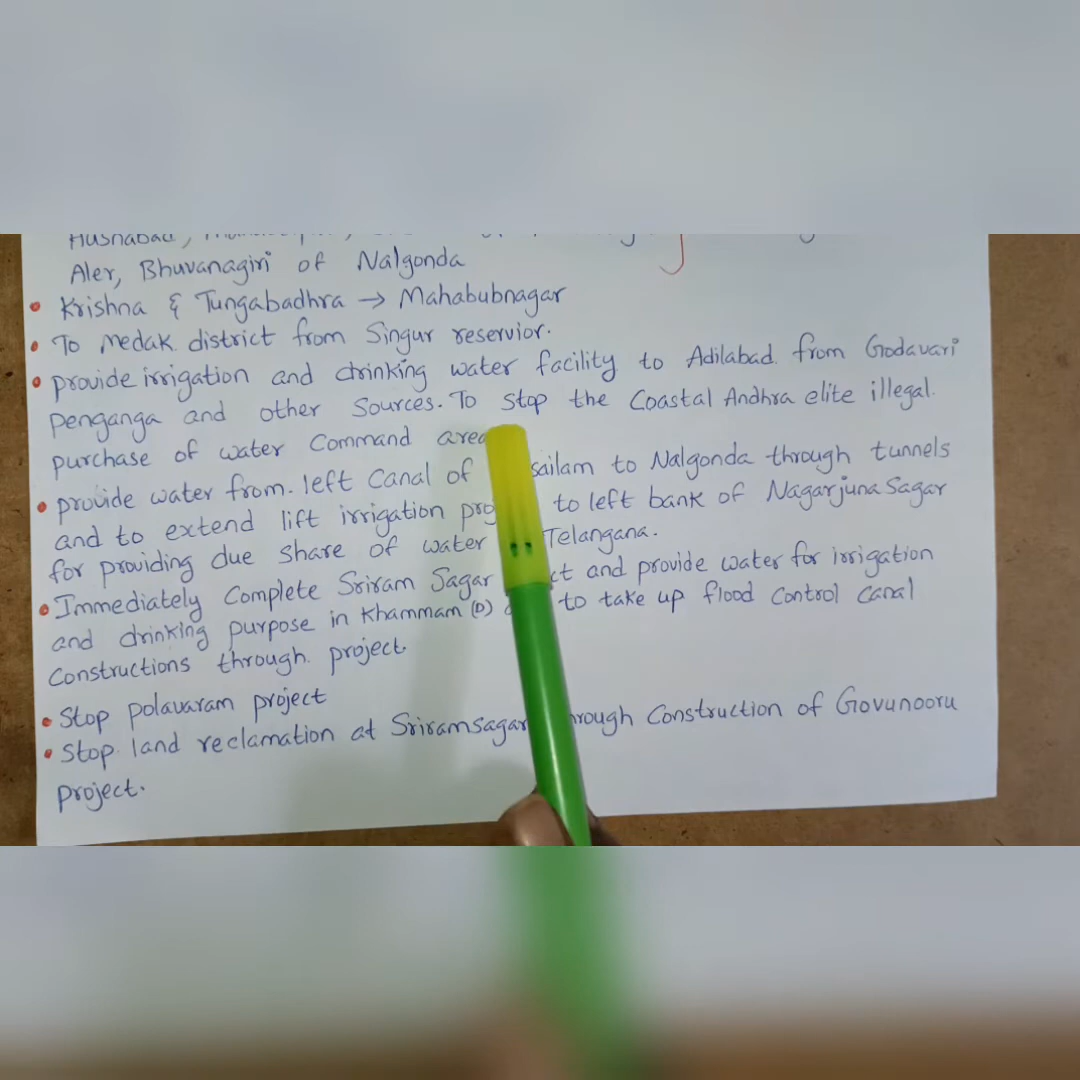 Husnabad,
Aler, Bhuvanagiri of Nalgonda
• Krishna & Tungabadhra → Mahabubnagar
• To Medak district from Singur reservior.
• provide irrigation and drinking water facility to Adilabad from Godavari
penganga and other Sources. To stop the Coastal Andhra elite illegal
purchase of water Command area
• provide water from left Canal of sailam to Nalgonda through tunnels
and to extend lift irrigation pro to left bank of Nagarjuna Sagar
for providing due share of water Telangana.
• Immediately Complete Sriram Sagar ct and provide water for irrigation
and drinking purpose in Khammam (D) to take up flood Control Canal
Constructions through project.
• Stop polavaram project
• Stop land reclamation at Sriramsagar through Construction of Govunooru
project.